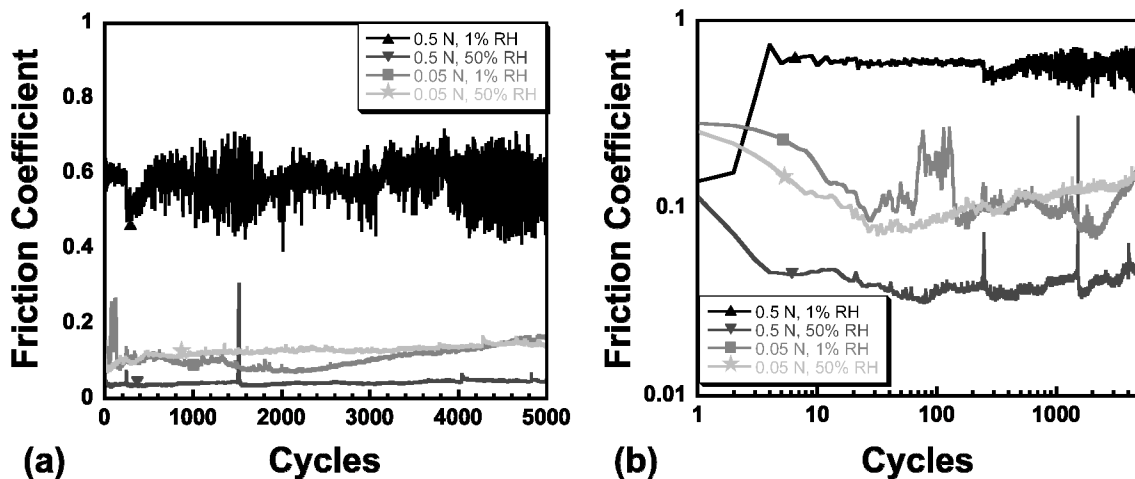 Friction Coefficient
1
0.8
0.6
0.4
0.2
0
0.5 N, 1% RH
0.5 N, 50% RH
0.05 N, 1% RH
0.05 N, 50% RH
0
1000
2000
3000
4000
5000
Cycles
(a)
Friction Coefficient
1
0.1
0.01
0.5 N, 1% RH
0.5 N, 50% RH
0.05 N, 1% RH
0.05 N, 50% RH
1
10
100
1000
Cycles
(b)